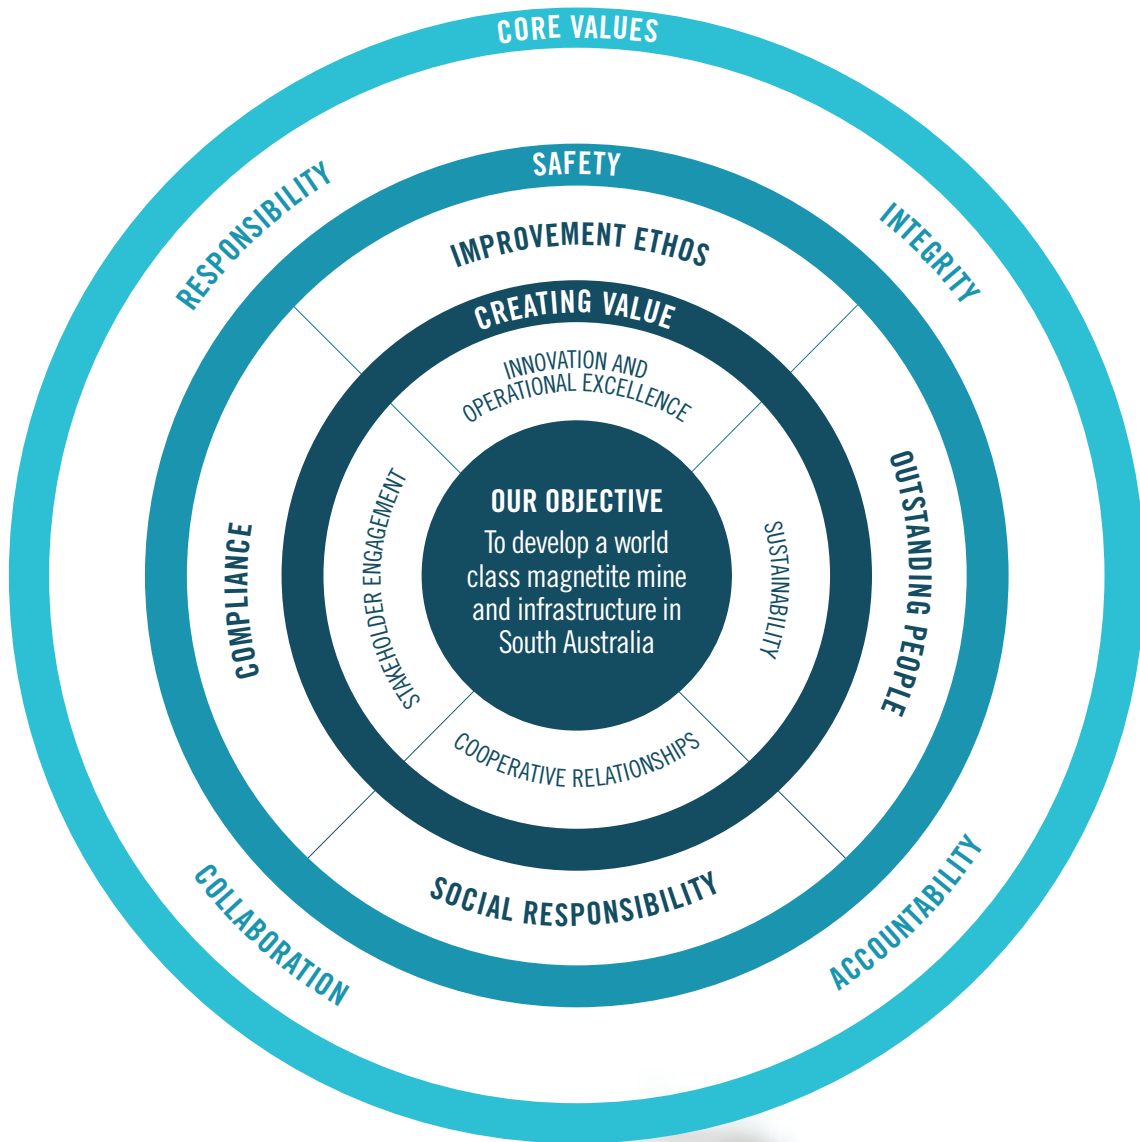 CORE VALUES
RESPONSIBILITY
INTEGRITY
COLLABORATION
ACCOUNTABILITY
SAFETY
IMPROVEMENT ETHOS
COMPLIANCE
OUTSTANDING PEOPLE
SOCIAL RESPONSIBILITY
CREATING VALUE
INNOVATION AND
OPERATIONAL EXCELLENCE
STAKEHOLDER ENGAGEMENT
SUSTAINABILITY
COOPERATIVE RELATIONSHIPS
OUR OBJECTIVE
To develop a world
class magnetite mine
and infrastructure in
South Australia